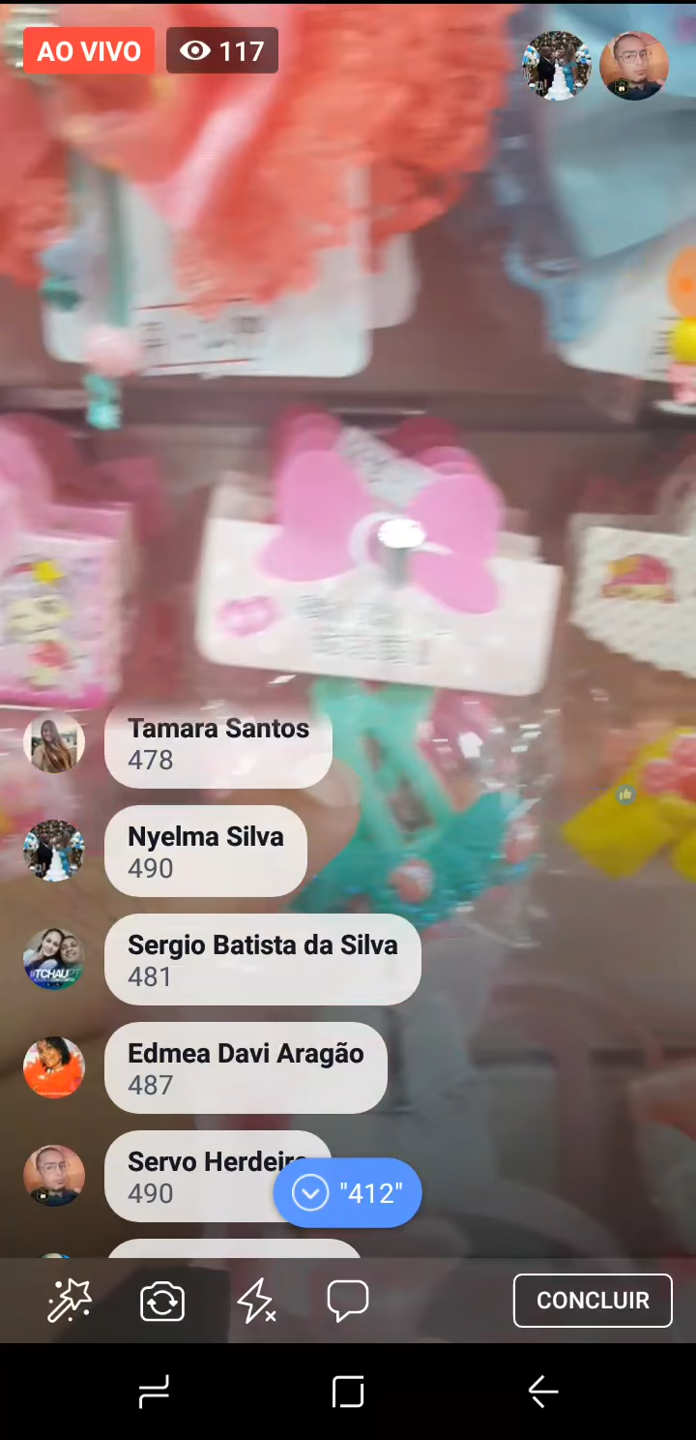 AO VIVO
117
Tamara Santos
478
Nyelma Silva
490
Sergio Batista da Silva
481
#TCHAUPT
Edmea Davi Aragão
487
Servo Herdeiro
490
"412"
CONCLUIR